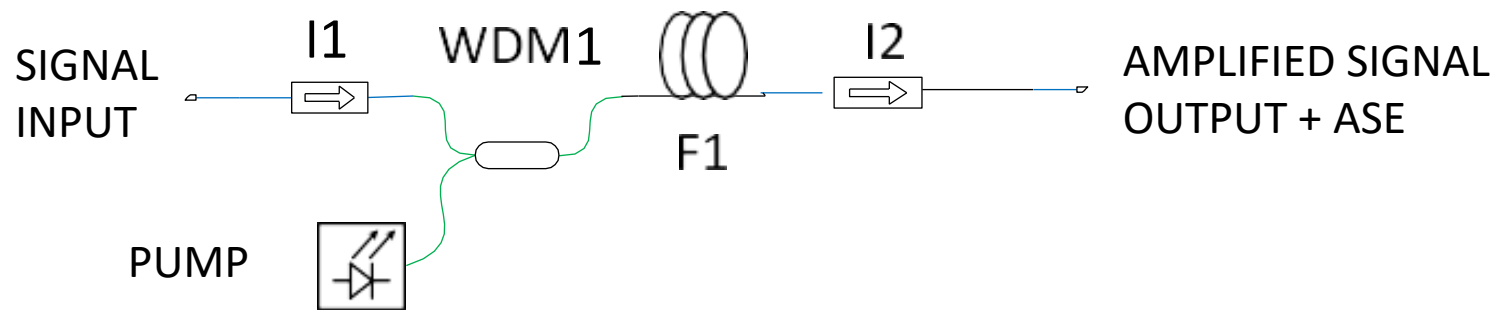 SIGNAL
INPUT
I1
WDM1
I2
AMPLIFIED SIGNAL
OUTPUT + ASE
F1
PUMP